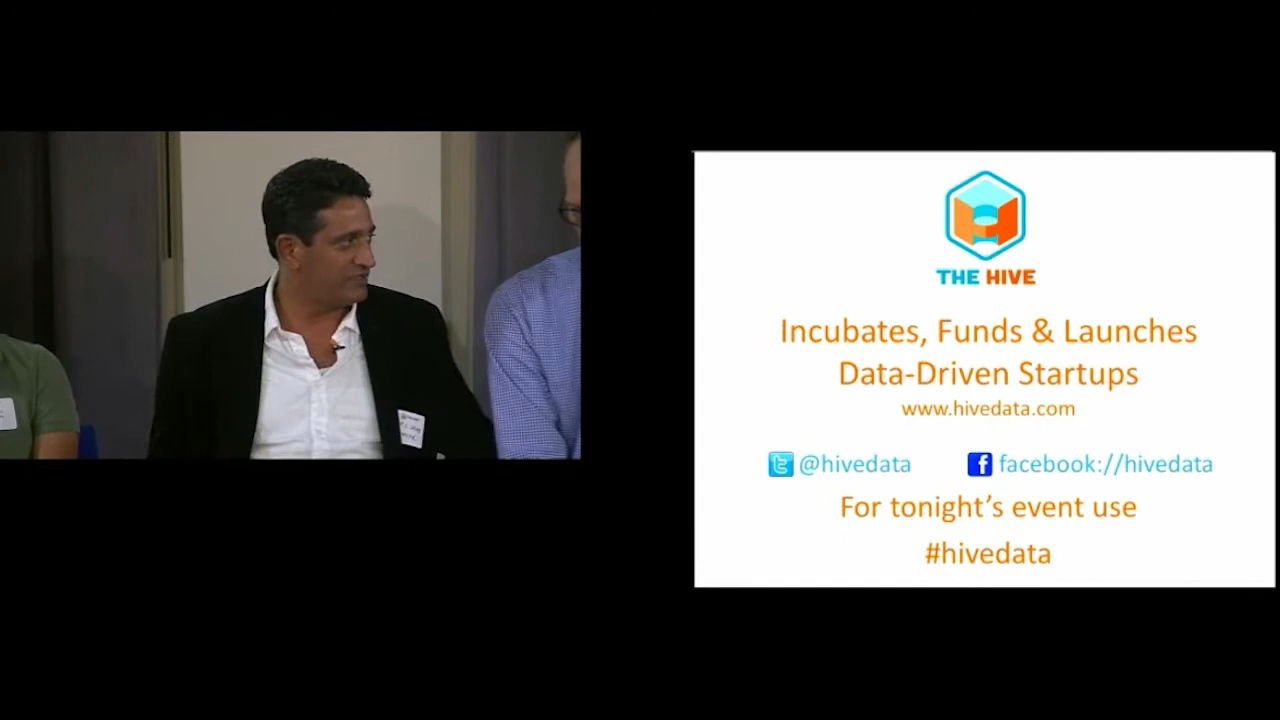 THE HIVE
Incubates, Funds & Launches
Data-Driven Startups
www.hivedata.com
@hivedata
facebook://hivedata
For tonight's event use
#hivedata